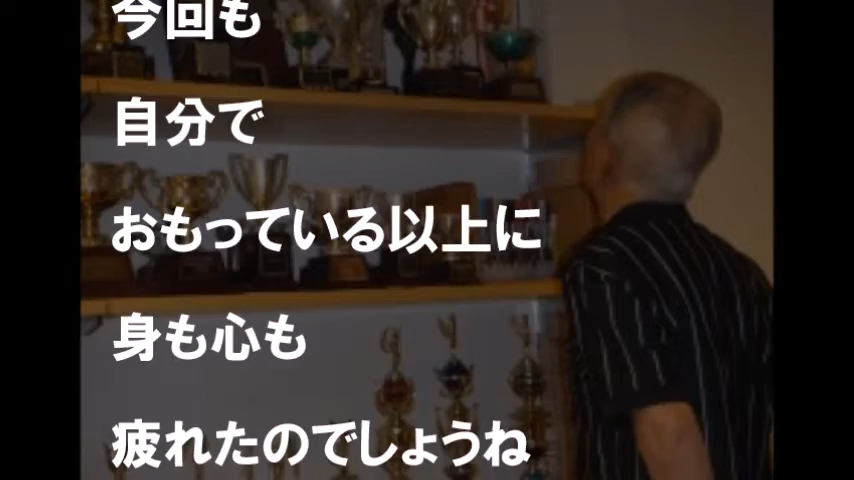 今回も
自分で
おもっている以上に
身も心も
疲れたのでしょうね